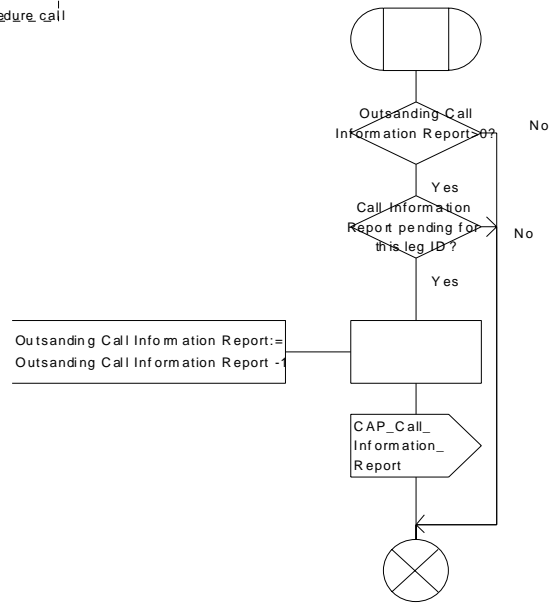 edure call
Outsanding Call
Information Report>0?
No
Yes
Call Information
Report pending for
this leg ID?
No
Yes
Outsanding Call Information Report:=
Outsanding Call Information Report -1
CAP_Call_
Information_
Report